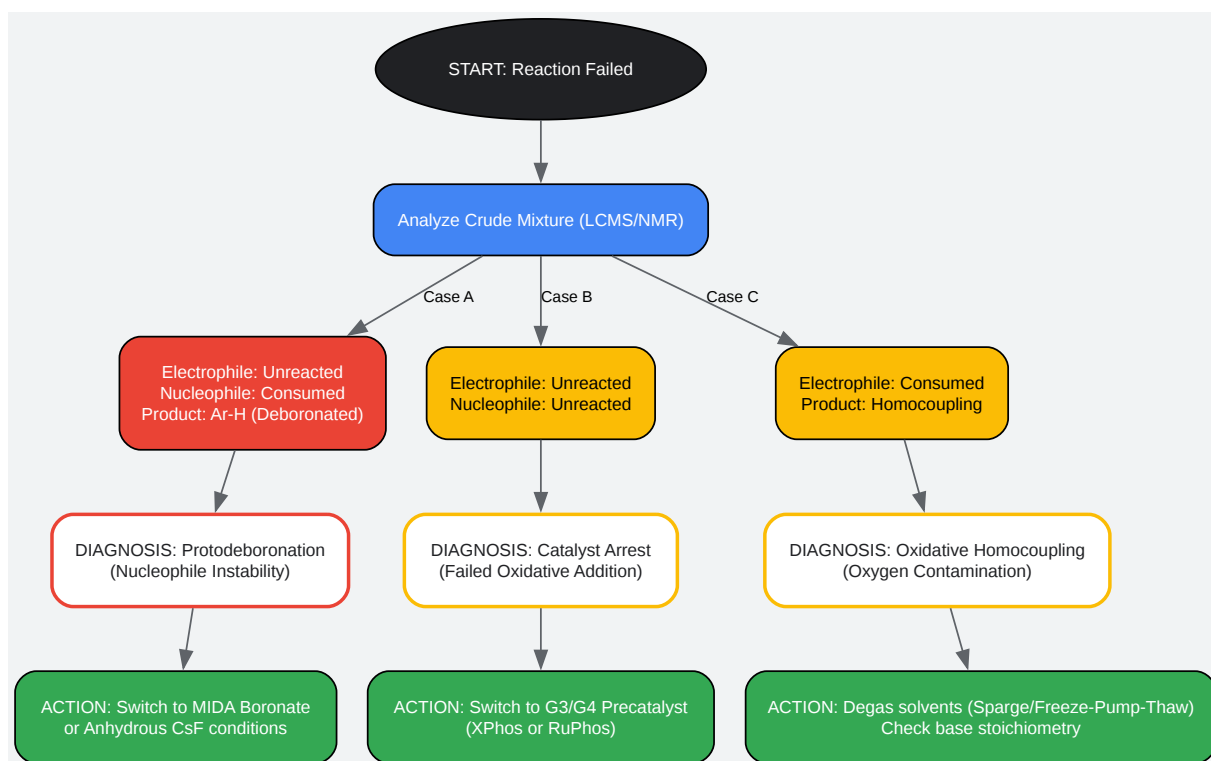 START: Reaction Failed
Analyze Crude Mixture (LCMS/NMR)
Case A
Case B
Case C
Electrophile: Unreacted
Nucleophile: Consumed
Product: Ar-H (Deboronated)
Electrophile: Unreacted
Nucleophile: Unreacted
Electrophile: Consumed
Product: Homocoupling
DIAGNOSIS: Protodeboronation
(Nucleophile Instability)
DIAGNOSIS: Catalyst Arrest
(Failed Oxidative Addition)
DIAGNOSIS: Oxidative Homocoupling
(Oxygen Contamination)
ACTION: Switch to MIDA Boronate
or Anhydrous CsF conditions
ACTION: Switch to G3/G4 Precatalyst
(XPhos or RuPhos)
ACTION: Degas solvents (Sparge/Freeze-Pump-Thaw)
Check base stoichiometry